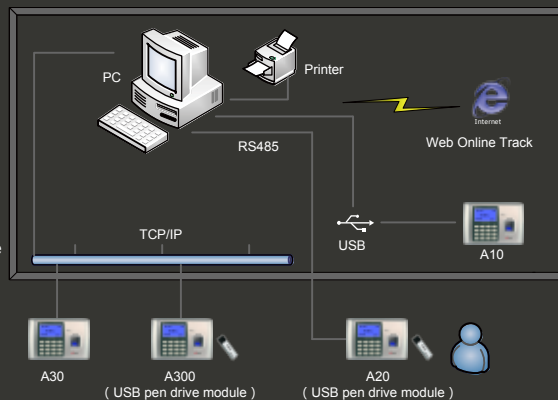 PC
Printer
Internet
Web Online Track
RS485
TCP/IP
USB
A10
e
A30
A300
( USB pen drive module )
A20
( USB pen drive module )